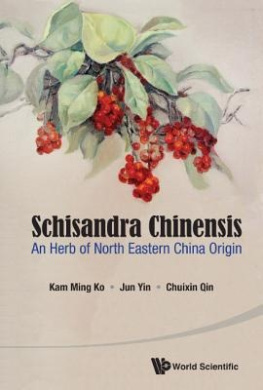 Schisandra Chinensis
An Herb of North Eastern China Origin
Kam Ming Ko • Jun Yin • Chuixin Qin
World Scientific